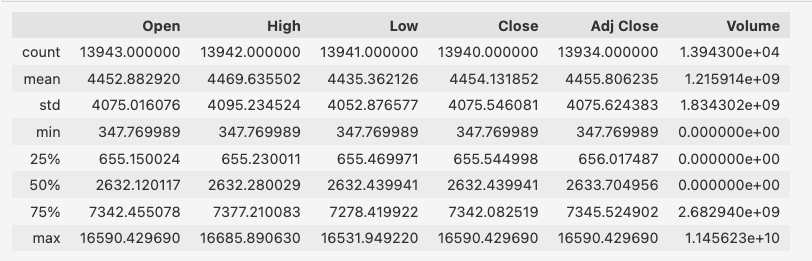 Open High Low Close Adj Close Volume
count 13943.000000 13942.000000 13941.000000 13940.000000 13934.000000 1.394300e+04
mean 4452.882920 4469.635502 4435.362126 4454.131852 4455.806235 1.215914e+09
std 4075.016076 4095.234524 4052.876577 4075.546081 4075.624383 1.834302e+09
min 347.769989 347.769989 347.769989 347.769989 347.769989 0.000000e+00
25% 655.150024 655.230011 655.469971 655.544998 656.017487 0.000000e+00
50% 2632.120117 2632.280029 2632.439941 2632.439941 2633.704956 0.000000e+00
75% 7342.455078 7377.210083 7278.419922 7342.082519 7345.524902 2.682940e+09
max 16590.429690 16685.890630 16531.949220 16590.429690 16590.429690 1.145623e+10